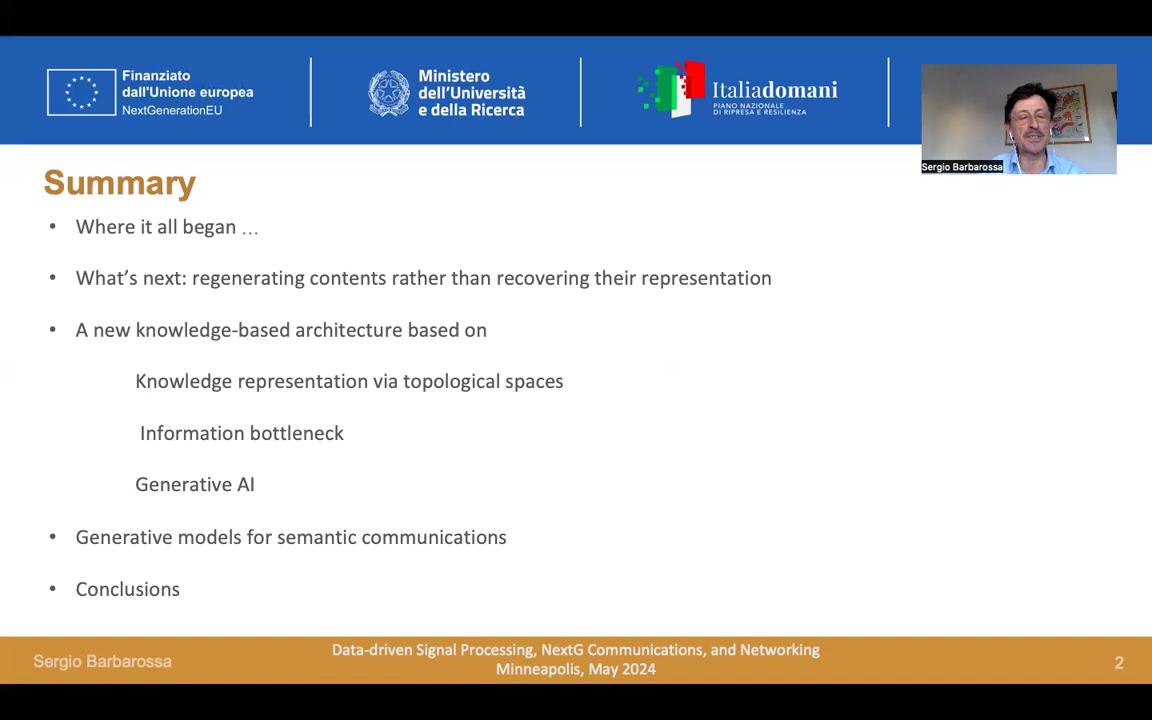 Finanziato
dall'Unione europea
NextGenerationEU
Ministero
dell'Università
e della Ricerca
Italiadomani
PIANO NAZIONALE
DI RIPRESA E RESILIENZA
Sergio Barbarossa
Summary
• Where it all began …
• What's next: regenerating contents rather than recovering their representation
• A new knowledge-based architecture based on
Knowledge representation via topological spaces
Information bottleneck
Generative AI
• Generative models for semantic communications
• Conclusions
Sergio Barbarossa
Data-driven Signal Processing, NextG Communications, and Networking
Minneapolis, May 2024
2